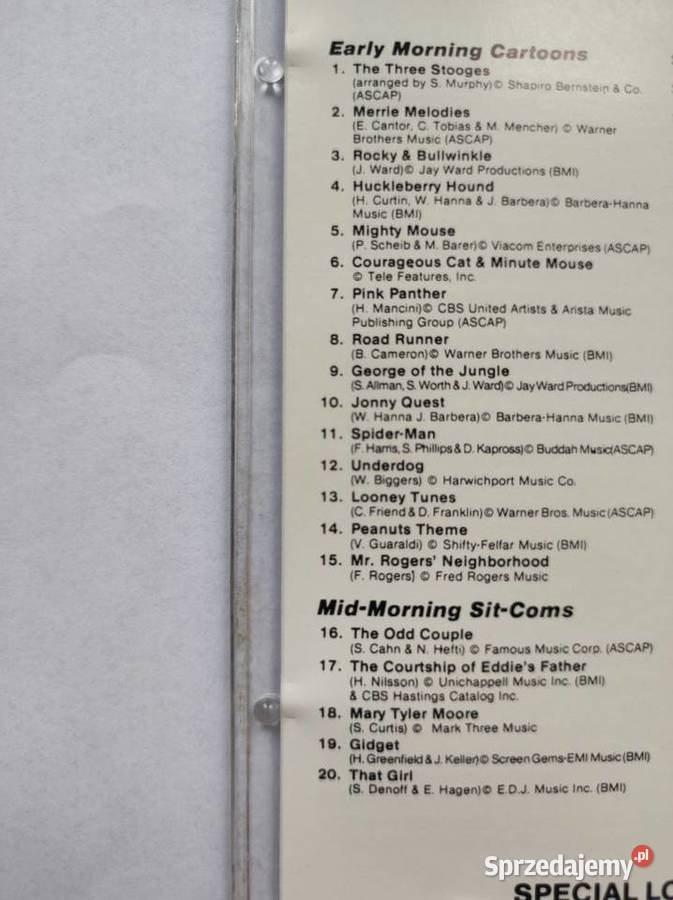 Early Morning Cartoons
1. The Three Stooges
(arranged by S. Murphy)© Shapiro Bernstein & Co.
(ASCAP)
2. Merrie Melodies
(E. Cantor, C. Tobias & M. Mencher) © Warner
Brothers Music (ASCAP)
3. Rocky & Bullwinkle
(J. Ward)© Jay Ward Productions (BMI)
4. Huckleberry Hound
(H. Curtin, W. Hanna & J. Barbera)© Barbera-Hanna
Music (BMI)
5. Mighty Mouse
(P. Scheib & M. Barer)© Viacom Enterprises (ASCAP)
6. Courageous Cat & Minute Mouse
© Tele Features, Inc.
7. Pink Panther
(H. Mancini)© CBS United Artists & Arista Music
Publishing Group (ASCAP)
8. Road Runner
(B. Cameron)© Warner Brothers Music (BMI)
9. George of the Jungle
(S. Allman, S. Worth & J. Ward)© Jay Ward Productions(BMI)
10. Jonny Quest
(W. Hanna J. Barbera)© Barbera-Hanna Music (BMI)
11. Spider-Man
(F. Harris, S. Phillips & D. Kapross)© Buddah Music(ASCAP)
12. Underdog
(W. Biggers) © Harwichport Music Co.
13. Looney Tunes
(C. Friend & D. Franklin)© Warner Bros. Music (ASCAP)
14. Peanuts Theme
(V. Guaraldi) © Shifty-Felfar Music (BMI)
15. Mr. Rogers' Neighborhood
(F. Rogers) © Fred Rogers Music
Mid-Morning Sit-Coms
16. The Odd Couple
(S. Cahn & N. Hefti) © Famous Music Corp. (ASCAP)
17. The Courtship of Eddie's Father
(H. Nilsson) © Unichappell Music Inc. (BMI)
& CBS Hastings Catalog Inc.
18. Mary Tyler Moore
(S. Curtis) © Mark Three Music
19. Gidget
(H. Greenfield & J. Keller)© Screen Gems-EMI Music (BMI)
20. That Girl
(S. Denoff & E. Hagen)© E.D.J. Music Inc. (BMI)
Sprzedajemy.pl
SPECIAL LO